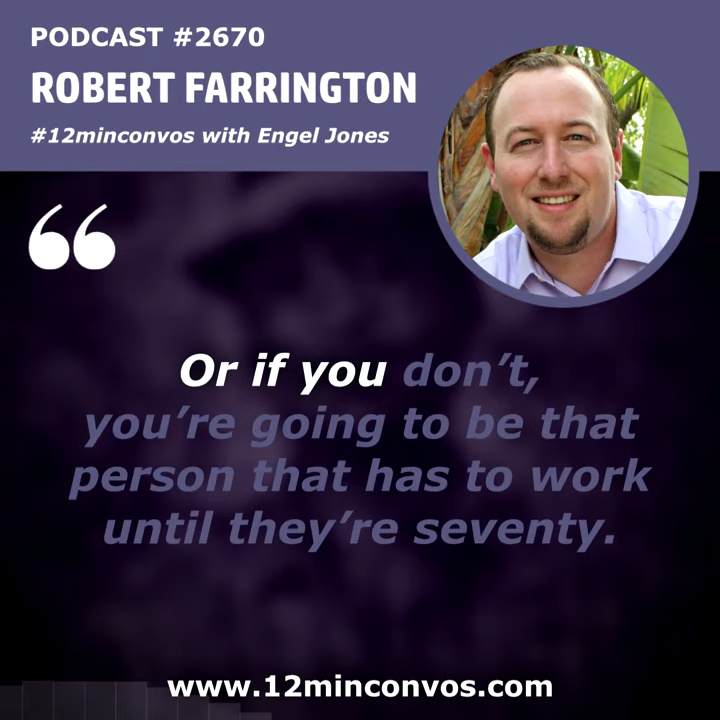 PODCAST #2670
ROBERT FARRINGTON
#12minconvos with Engel Jones
“
Or if you don’t,
you’re going to be that
person that has to work
until they’re seventy.
www.12minconvos.com